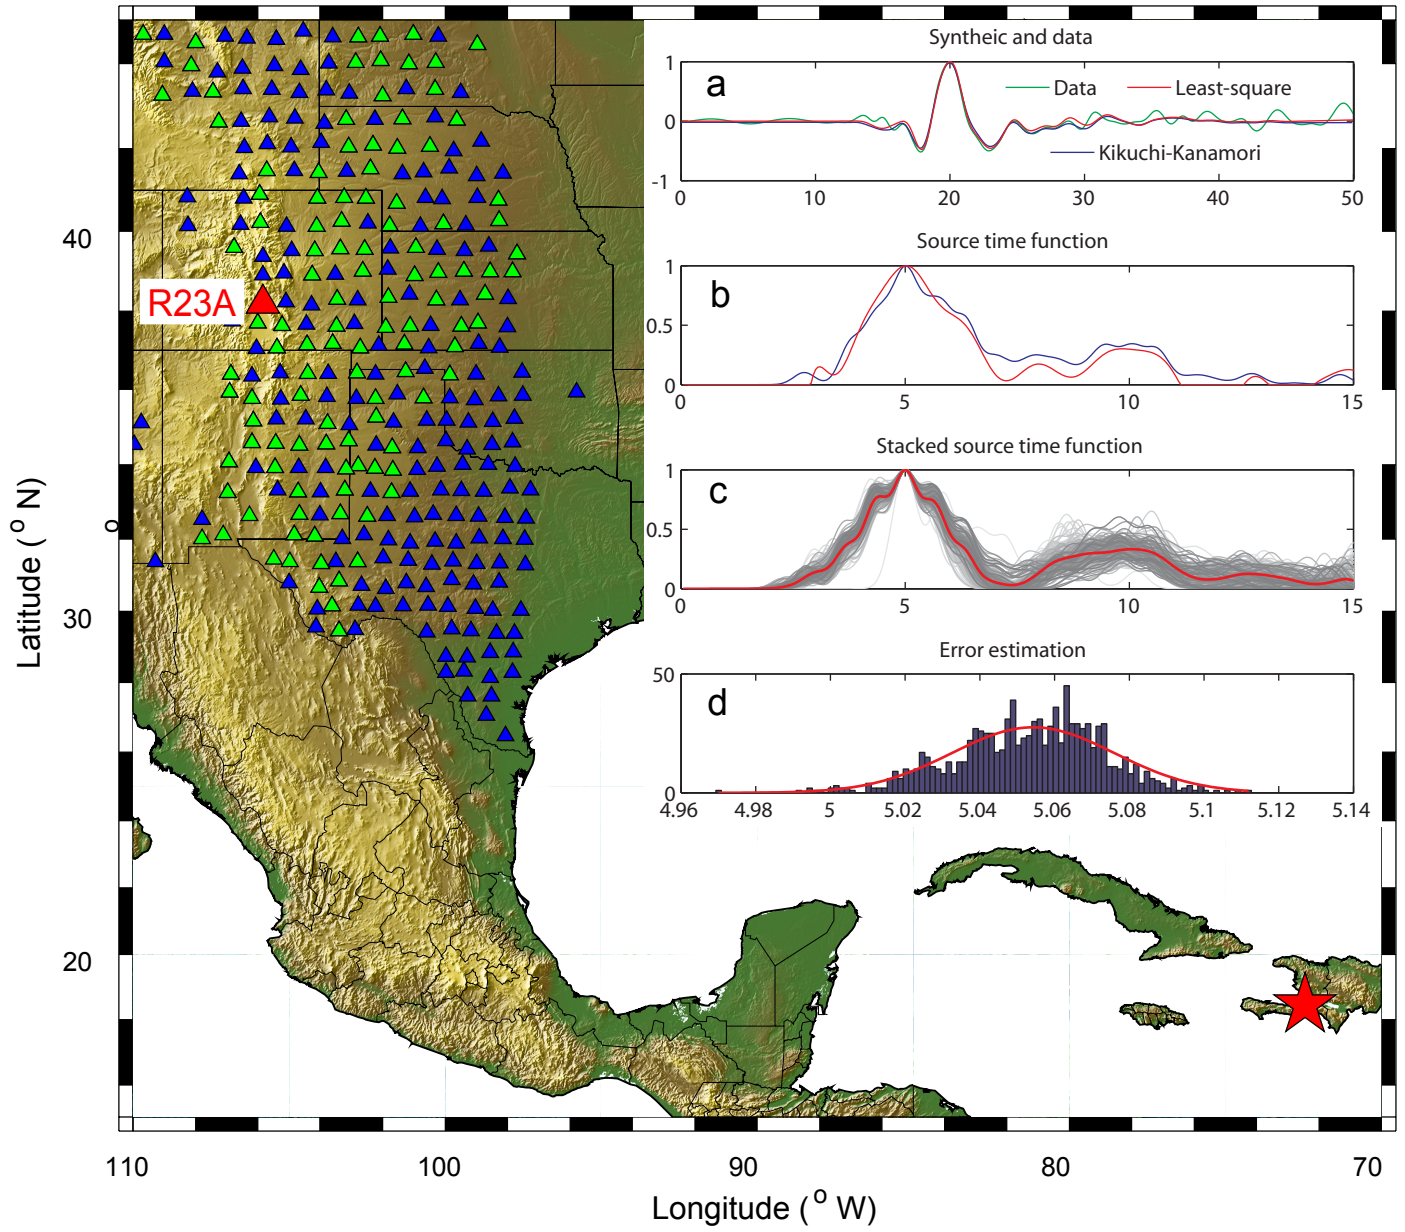 Syntheic and data
a
1
0
-1
Data
Least-square
Kikuchi-Kanamori
0 10 20 30 40 50
Source time function
b
1
0.5
0
0 5 10 15
Stacked source time function
c
1
0.5
0
0 5 10 15
Error estimation
d
50
0
4.96 4.98 5 5.02 5.04 5.06 5.08 5.1 5.12 5.14
R23A
40
30
20
Latitude ( o N)
o
110 100 90 80 70
Longitude ( o W)